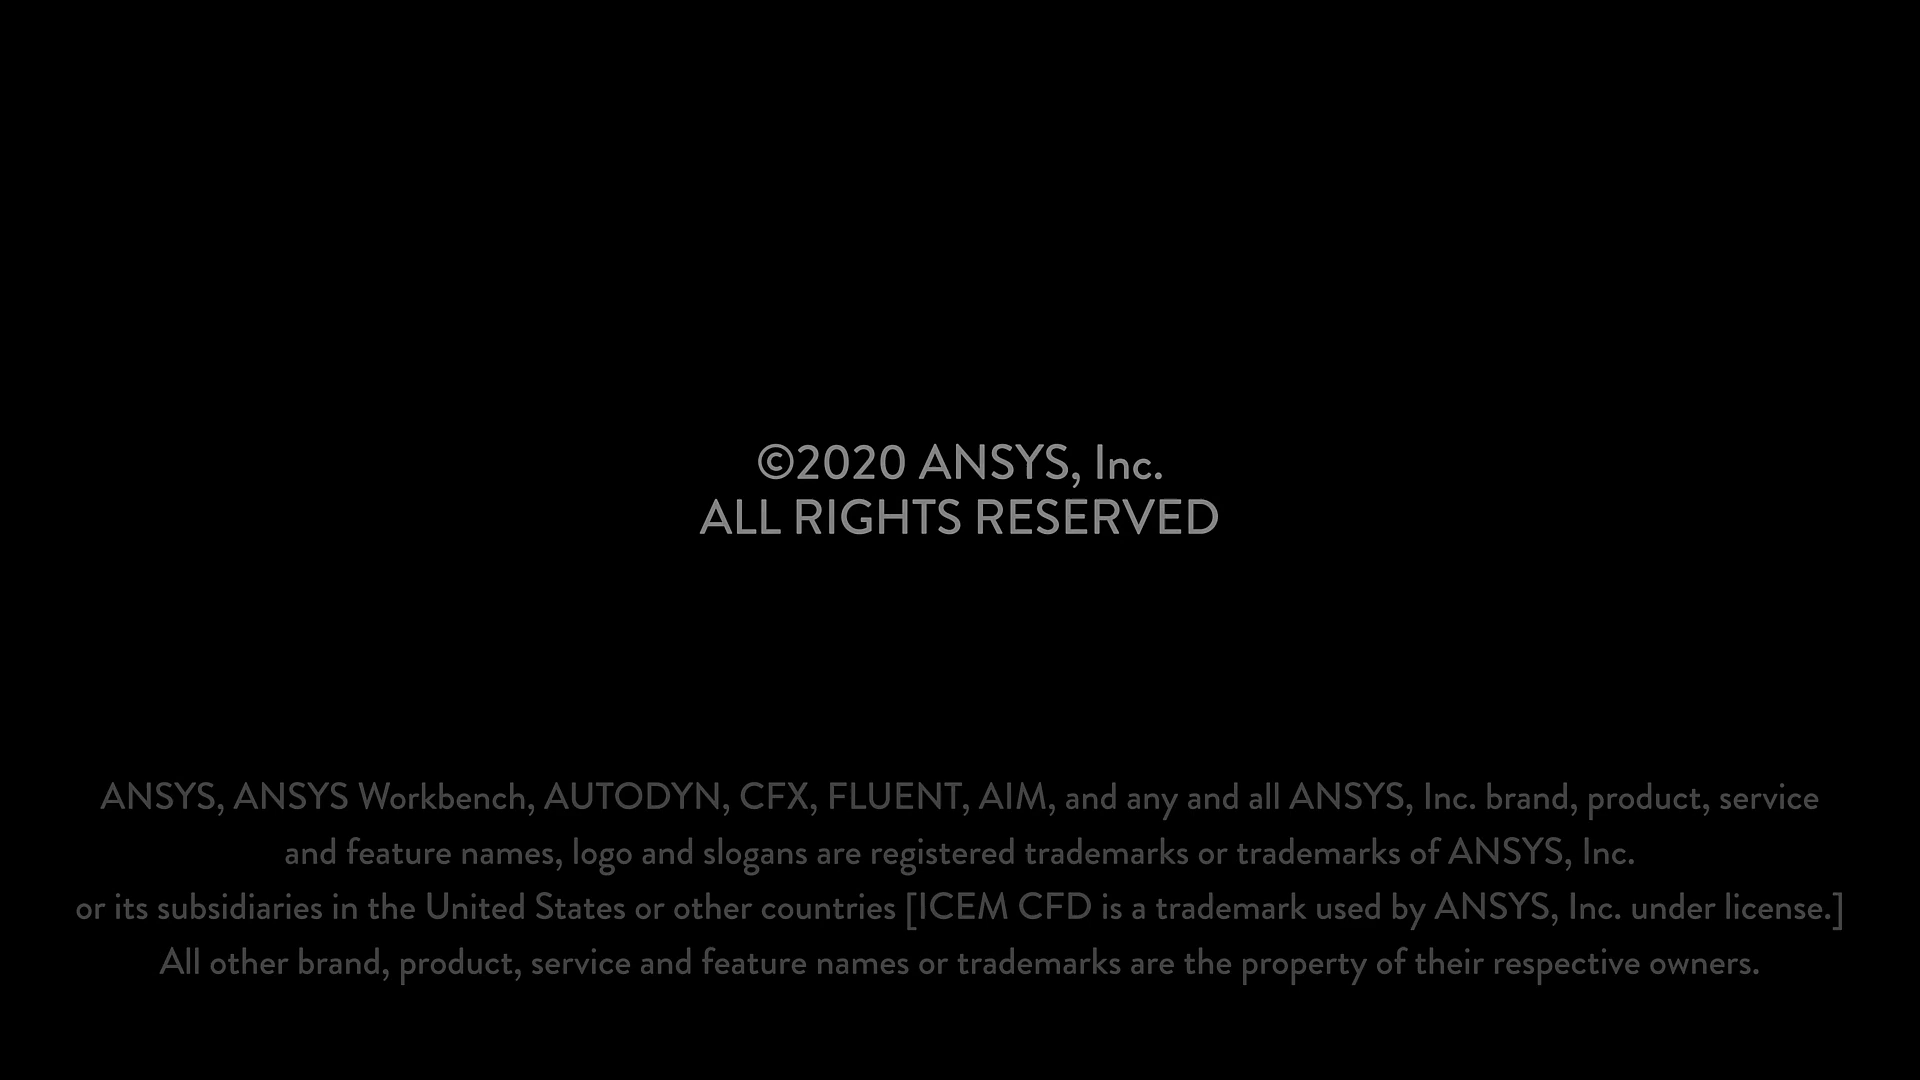 ©2020 ANSYS, Inc.
ALL RIGHTS RESERVED
ANSYS, ANSYS Workbench, AUTODYN, CFX, FLUENT, AIM, and any and all ANSYS, Inc. brand, product, service
and feature names, logo and slogans are registered trademarks or trademarks of ANSYS, Inc.
or its subsidiaries in the United States or other countries [ICEM CFD is a trademark used by ANSYS, Inc. under license.]
All other brand, product, service and feature names or trademarks are the property of their respective owners.